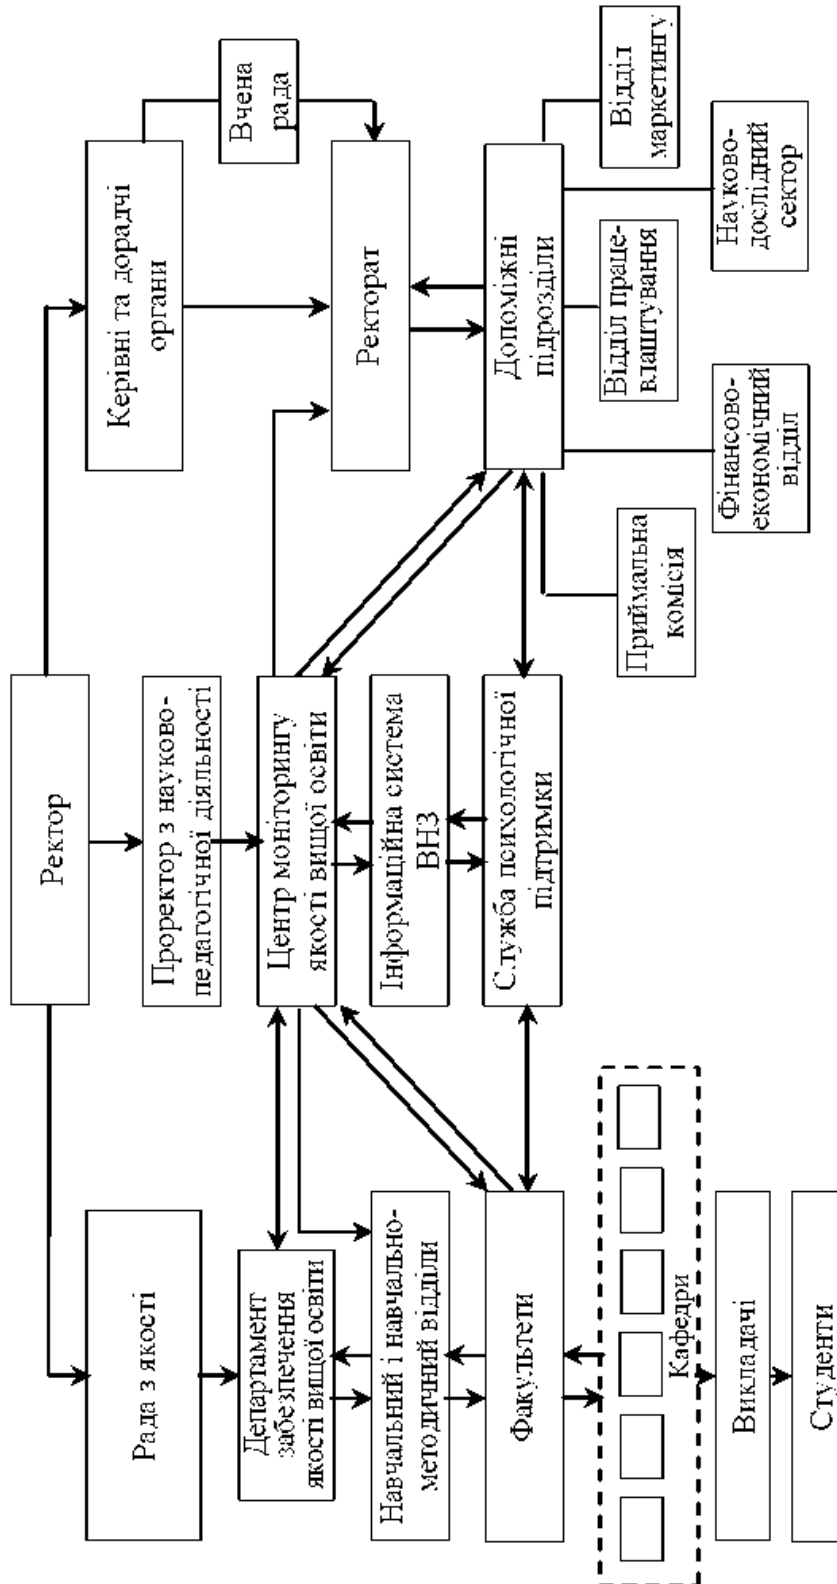 Ректор
Рада з якості
Проректор з науково-
педагогічної діяльності
Керівні та дорадчі
органи
Вчена
рада
Департамент
забезпечення
якості вищої освіти
Центр моніторингу
якості вищої освіти
Ректорат
Навчальний і навчально-
методичний відділи
Інформаційна система
ВНЗ
Факультети
Служба психологічної
підтримки
Допоміжні
підрозділи
Кафедри
Приймальна
комісія
Відділ праце-
влаштування
Відділ
маркетингу
Викладачі
Фінансово-
економічний
відділ
Науково-
дослідний
сектор
Студенти